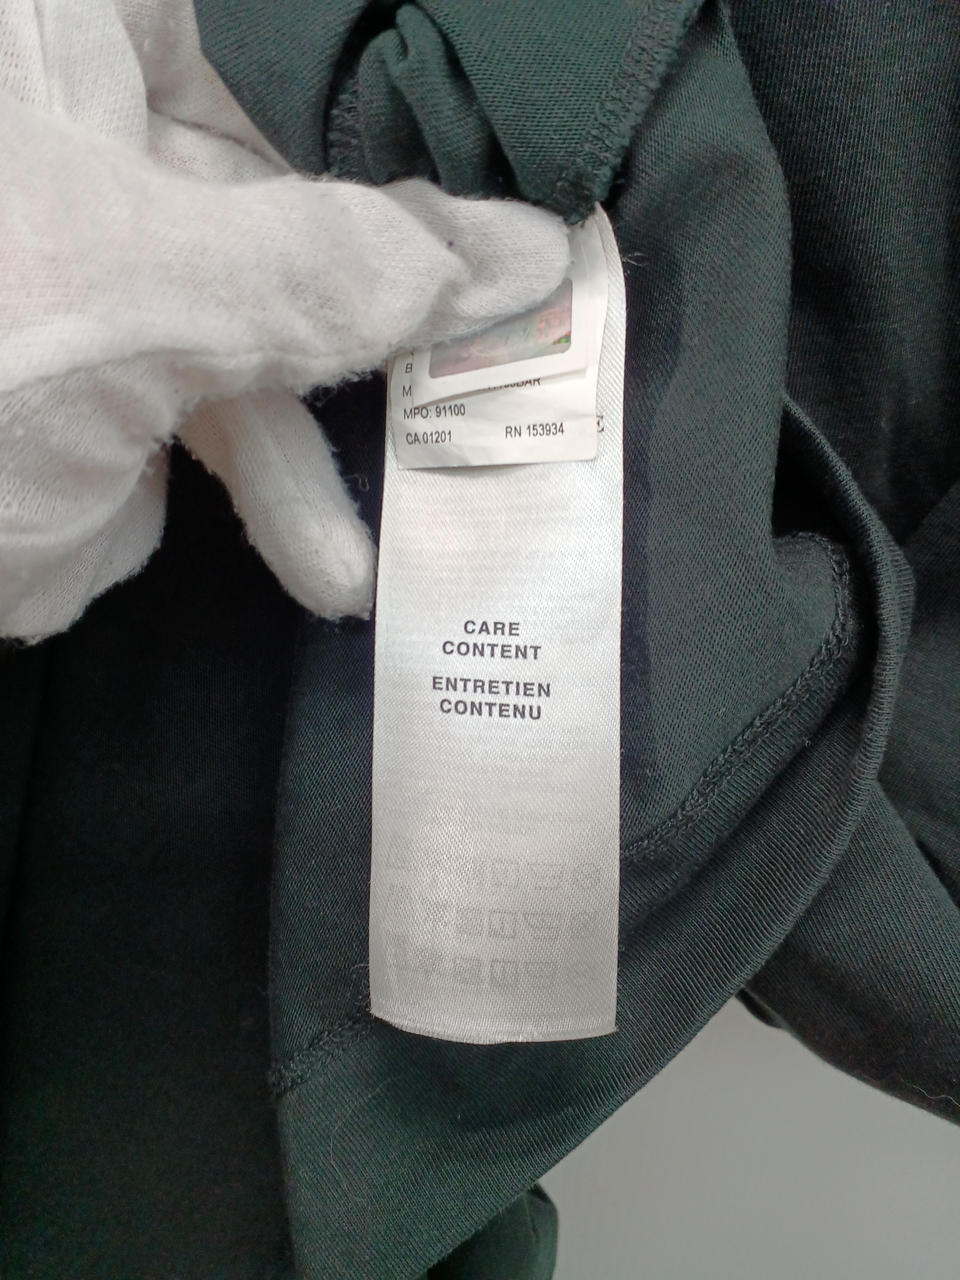 B
M
MPO: 91100
CA 01201 RN 153934
CARE
CONTENT
ENTRETIEN
CONTENU